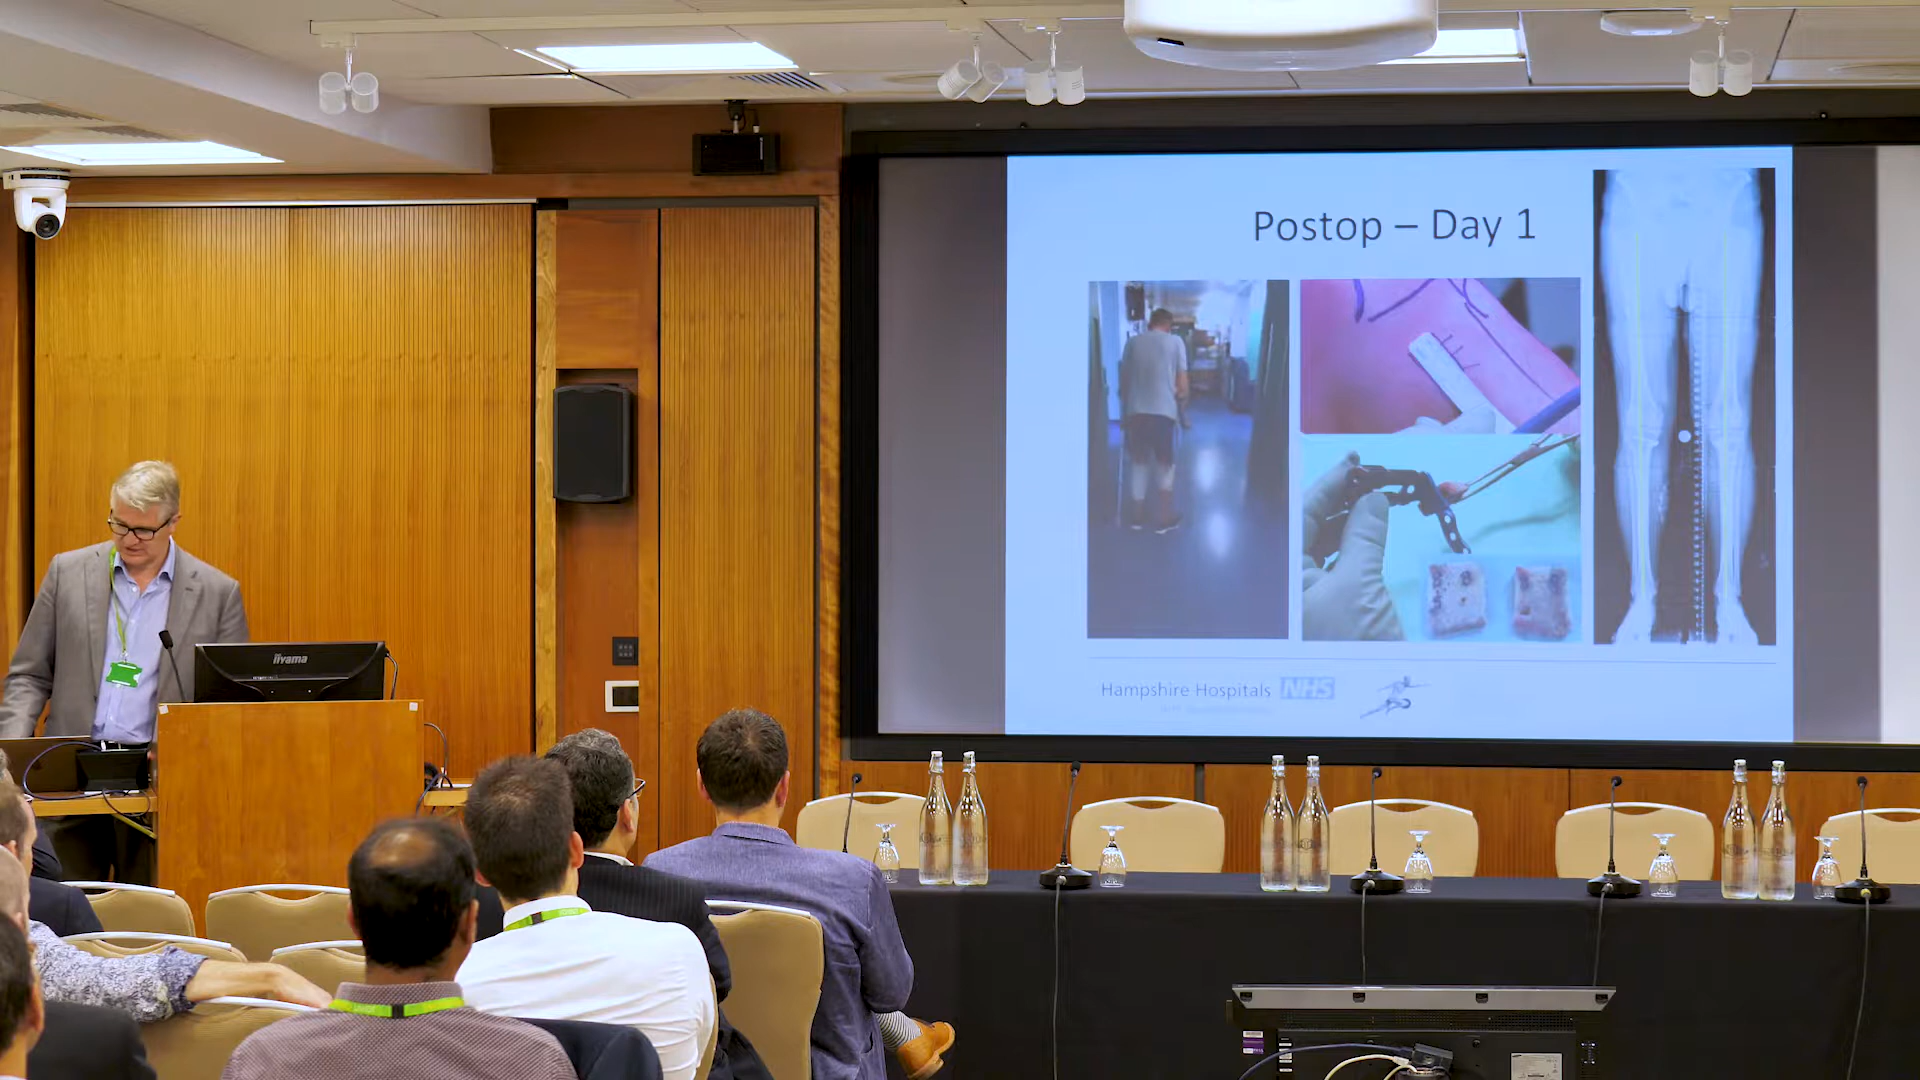 Postop – Day 1
Hampshire Hospitals NHS
iiyama